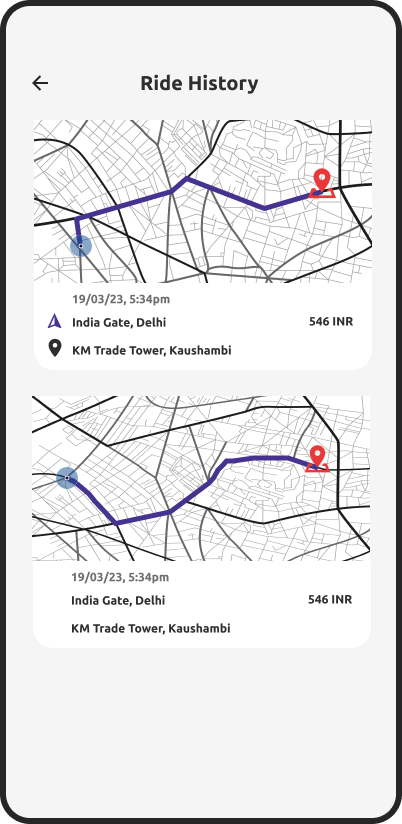 Ride History
19/03/23, 5:34pm
India Gate, Delhi 546 INR
KM Trade Tower, Kaushambi
19/03/23, 5:34pm
India Gate, Delhi 546 INR
KM Trade Tower, Kaushambi